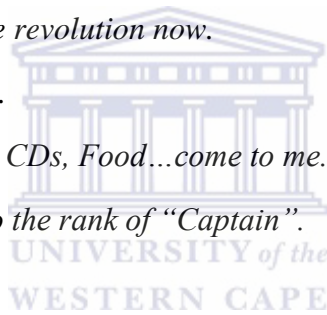 e revolution now.
.
CDs, Food…come to me.
o the rank of “Captain”.
UNIVERSITY of the
WESTERN CAPE